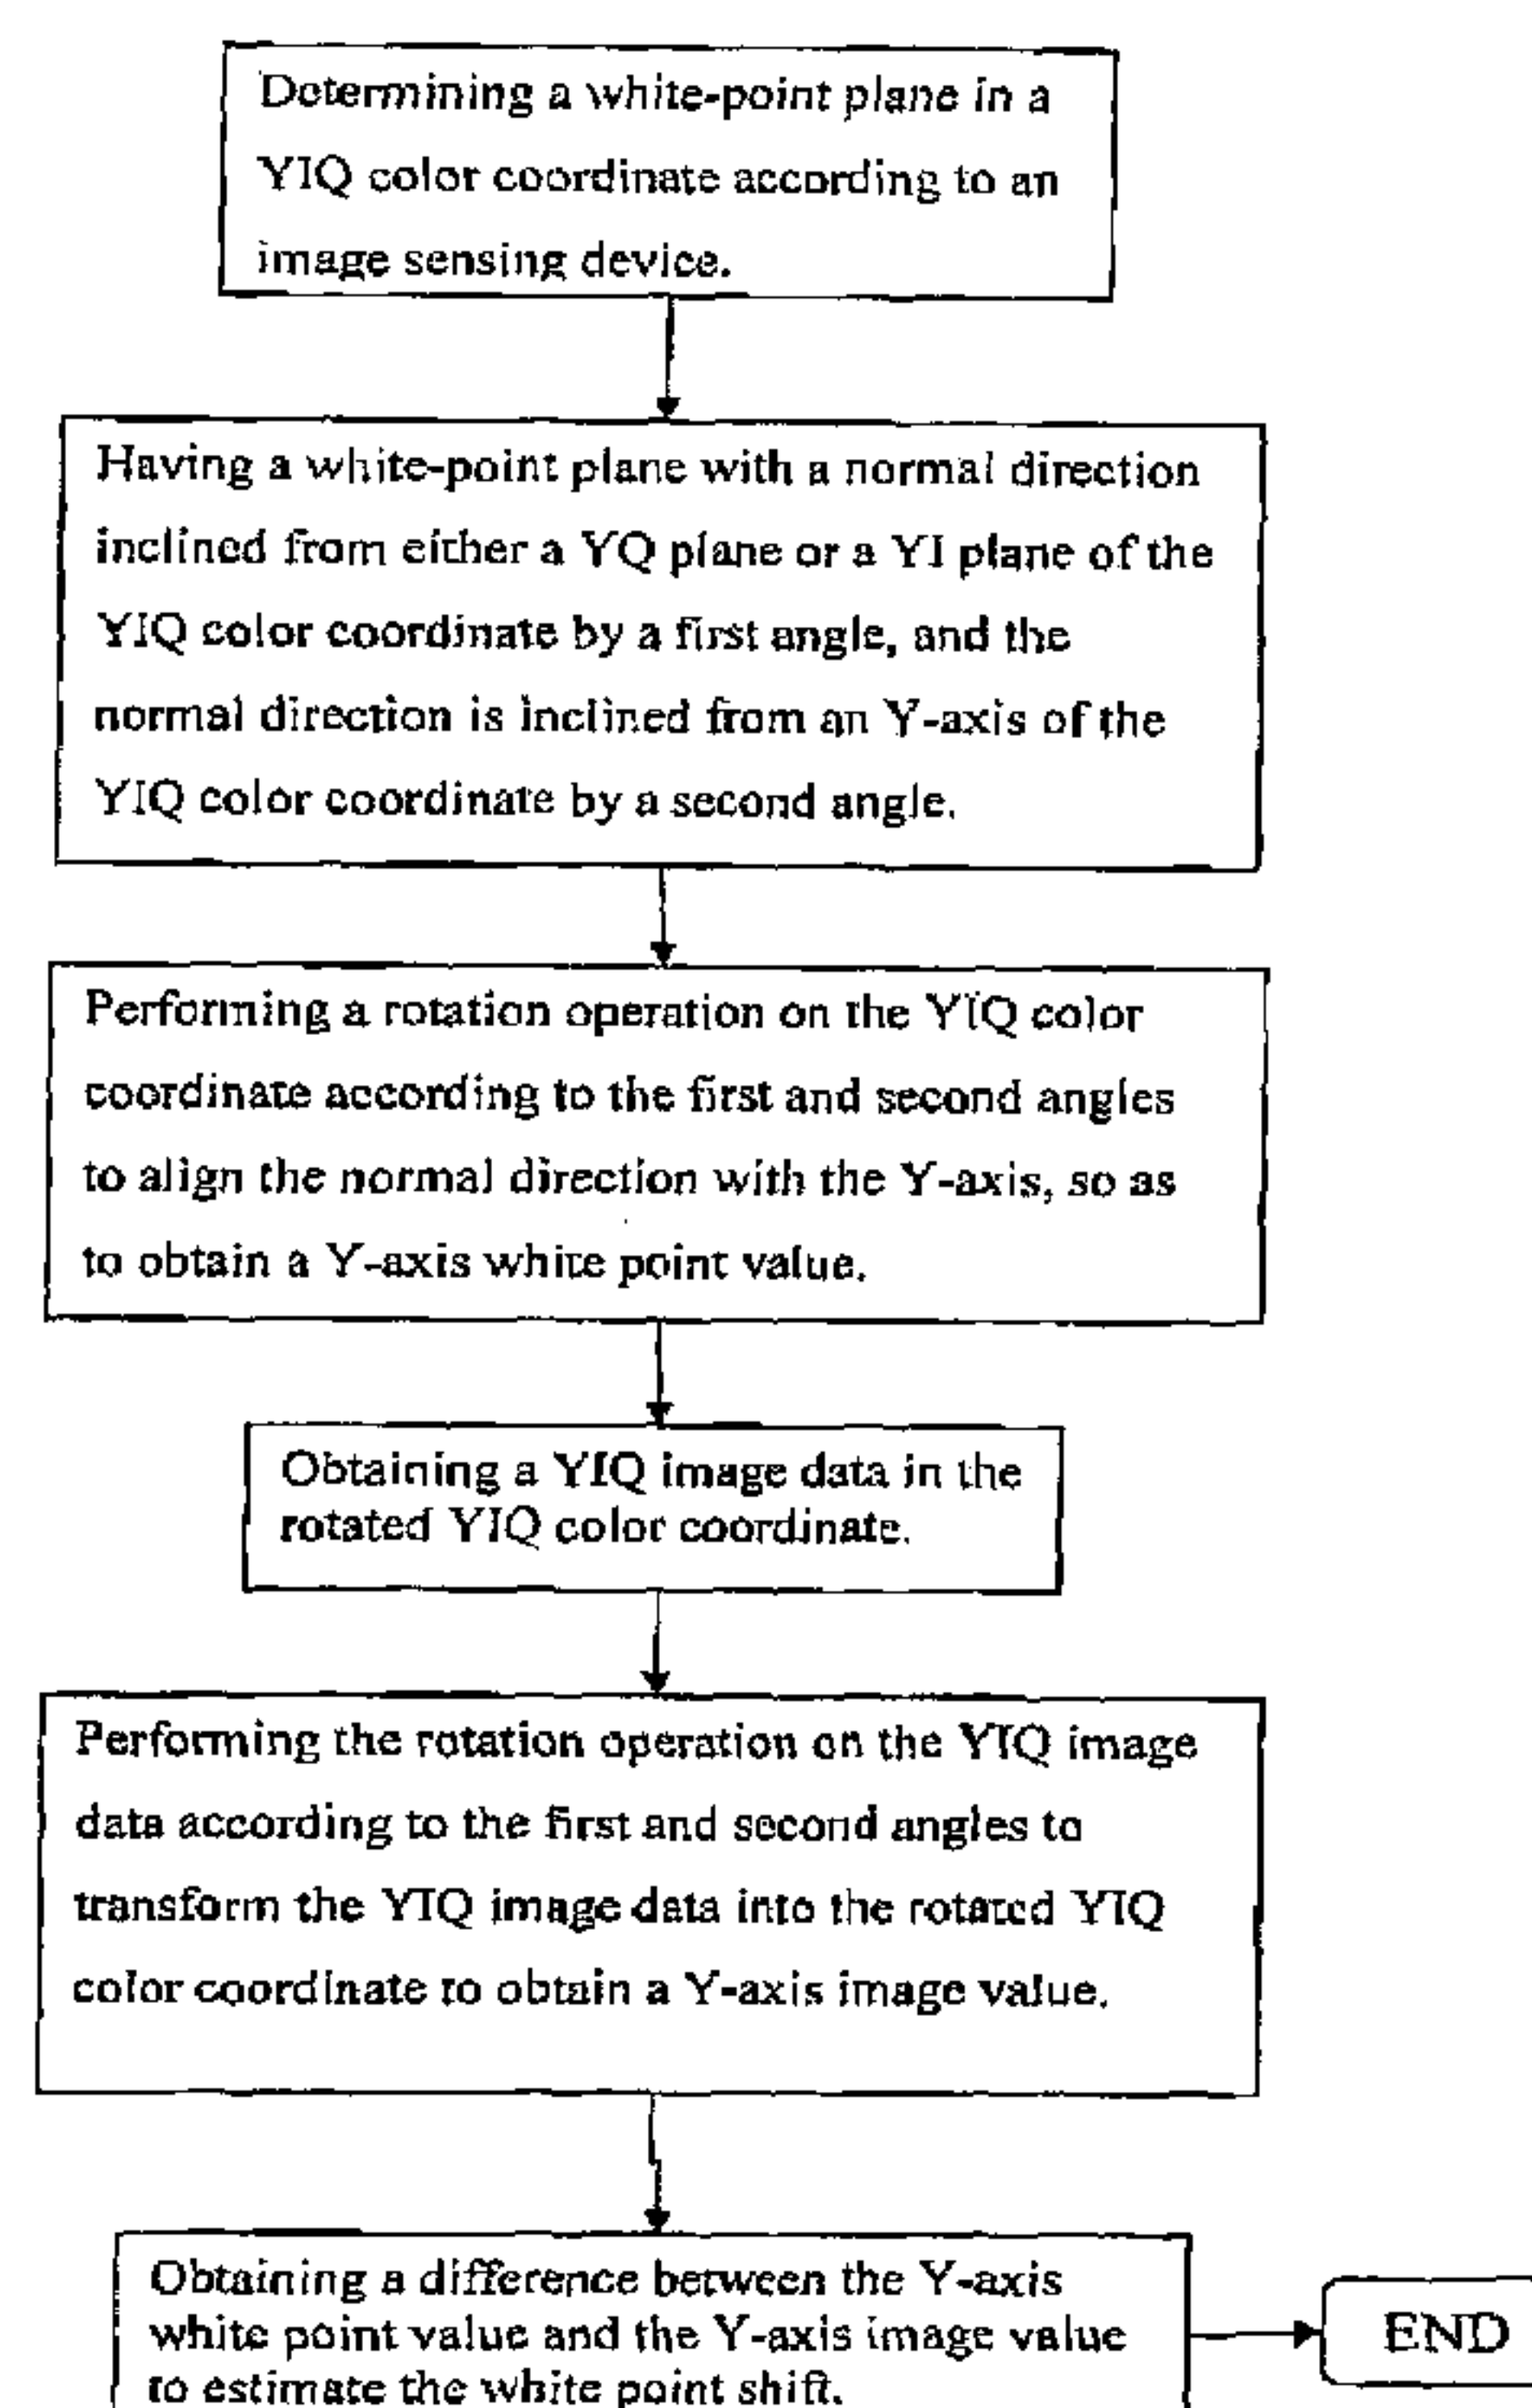 Determining a white-point plane in a
YIQ color coordinate according to an
image sensing device.
Having a white-point plane with a normal direction
inclined from either a YQ plane or a YI plane of the
YIQ color coordinate by a first angle, and the
normal direction is inclined from an Y-axis of the
YIQ color coordinate by a second angle.
Performing a rotation operation on the YIQ color
coordinate according to the first and second angles
to align the normal direction with the Y-axis, so as
to obtain a Y-axis white point value.
Obtaining a YIQ image data in the
rotated YIQ color coordinate.
Performing the rotation operation on the YIQ image
data according to the first and second angles to
transform the YIQ image data into the rotated YIQ
color coordinate to obtain a Y-axis image value.
Obtaining a difference between the Y-axis
white point value and the Y-axis image value
to estimate the white point shift.
END